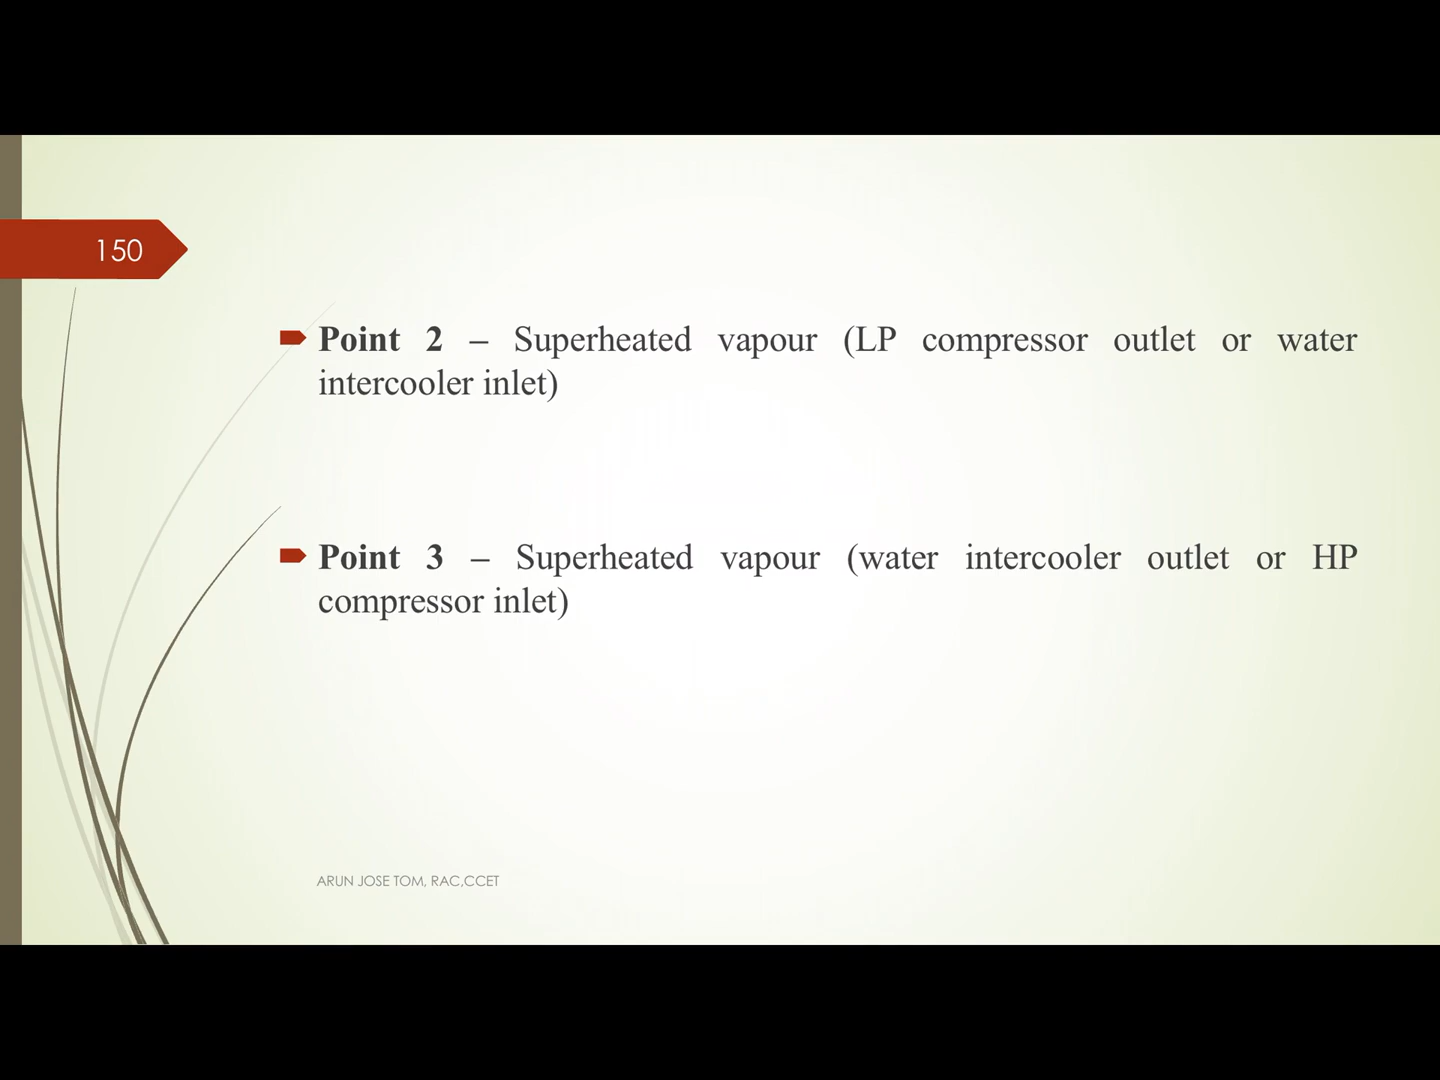 150
Point 2 – Superheated vapour (LP compressor outlet or water
intercooler inlet)
Point 3 – Superheated vapour (water intercooler outlet or HP
compressor inlet)
ARUN JOSE TOM, RAC,CCET